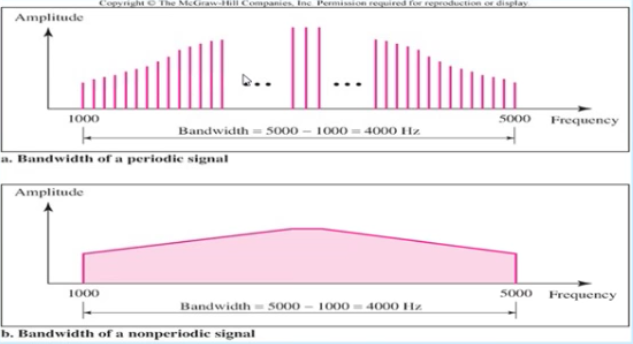 Copyright © The McGraw-Hill Companies, Inc. Permission required for reproduction or display.
Amplitude
1000
5000
Frequency
Bandwidth = 5000 − 1000 = 4000 Hz
a. Bandwidth of a periodic signal
Amplitude
1000
5000
Frequency
Bandwidth = 5000 − 1000 = 4000 Hz
b. Bandwidth of a nonperiodic signal